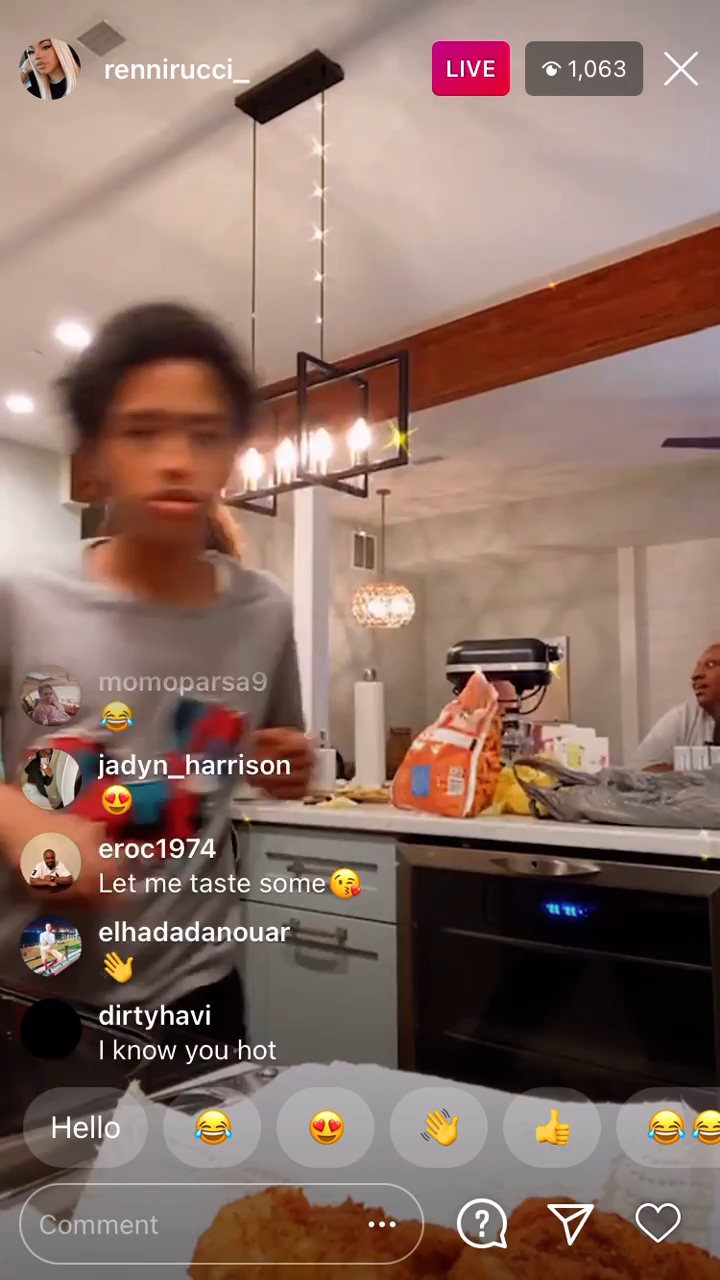 rennirucci_
LIVE
1,063
momoparsa9
😂
jadyn_harrison
😍
eroc1974
Let me taste some😘
elhadadanouar
👋
dirtyhavi
I know you hot
Hello
😂
😍
👋
👍
😂😂
Comment